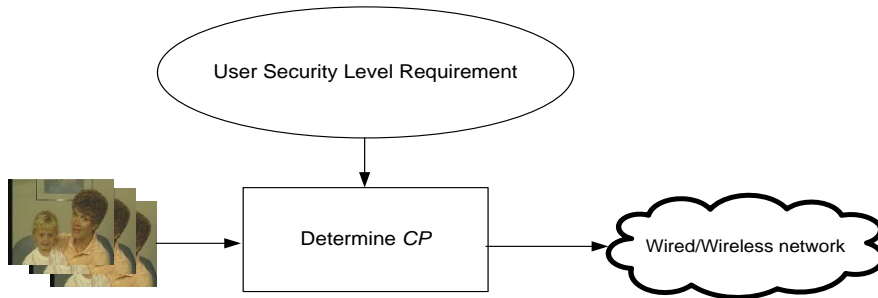 User Security Level Requirement
Determine CP
Wired/Wireless network